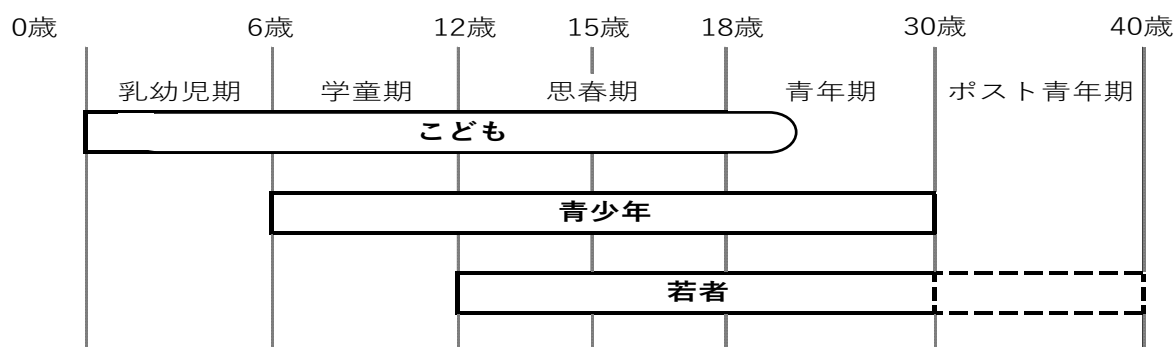 0歳 6歳 12歳 15歳 18歳 30歳 40歳
乳幼児期 学童期 思春期 青年期 ポスト青年期
こども
青少年
若者